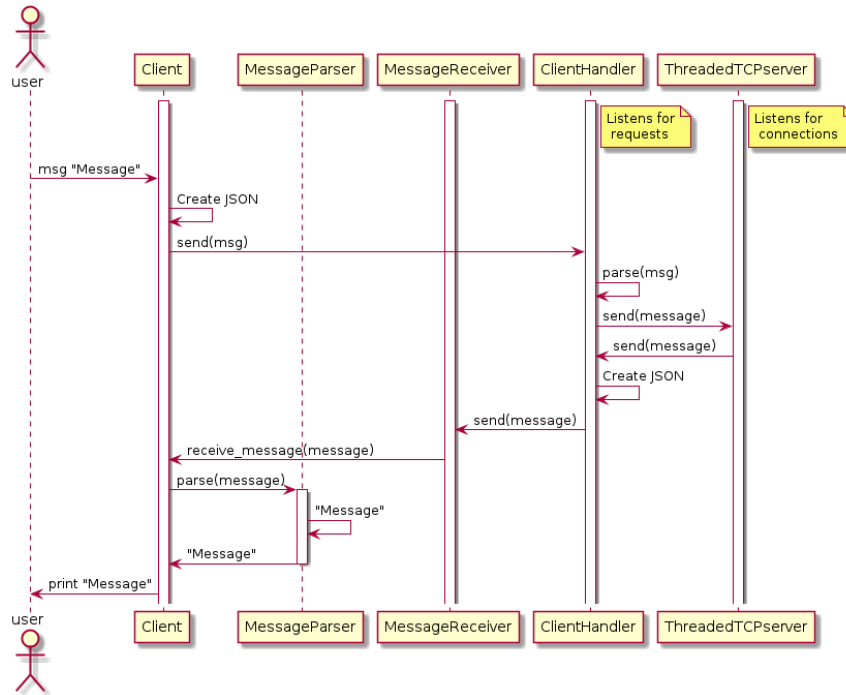 user
Client
MessageParser
MessageReceiver
ClientHandler
ThreadedTCPserver
Listens for
requests
Listens for
connections
msg "Message"
Create JSON
send(msg)
parse(msg)
send(message)
send(message)
Create JSON
send(message)
receive_message(message)
parse(message)
"Message"
"Message"
print "Message"
user
Client
MessageParser
MessageReceiver
ClientHandler
ThreadedTCPserver